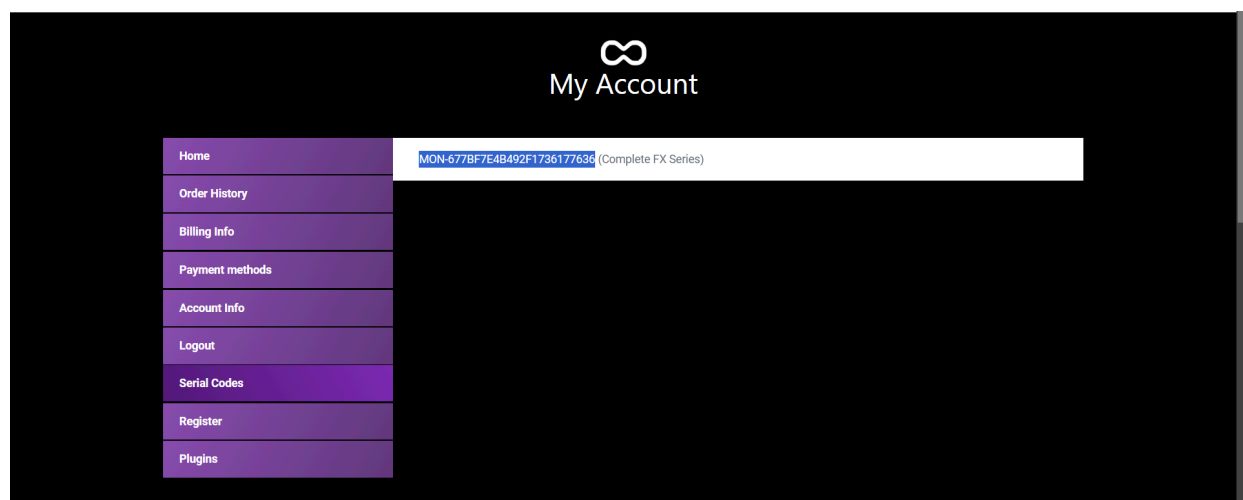 My Account
Home
Order History
Billing Info
Payment methods
Account Info
Logout
Serial Codes
Register
Plugins
MON-677BF7E4B492F1736177636 (Complete FX Series)